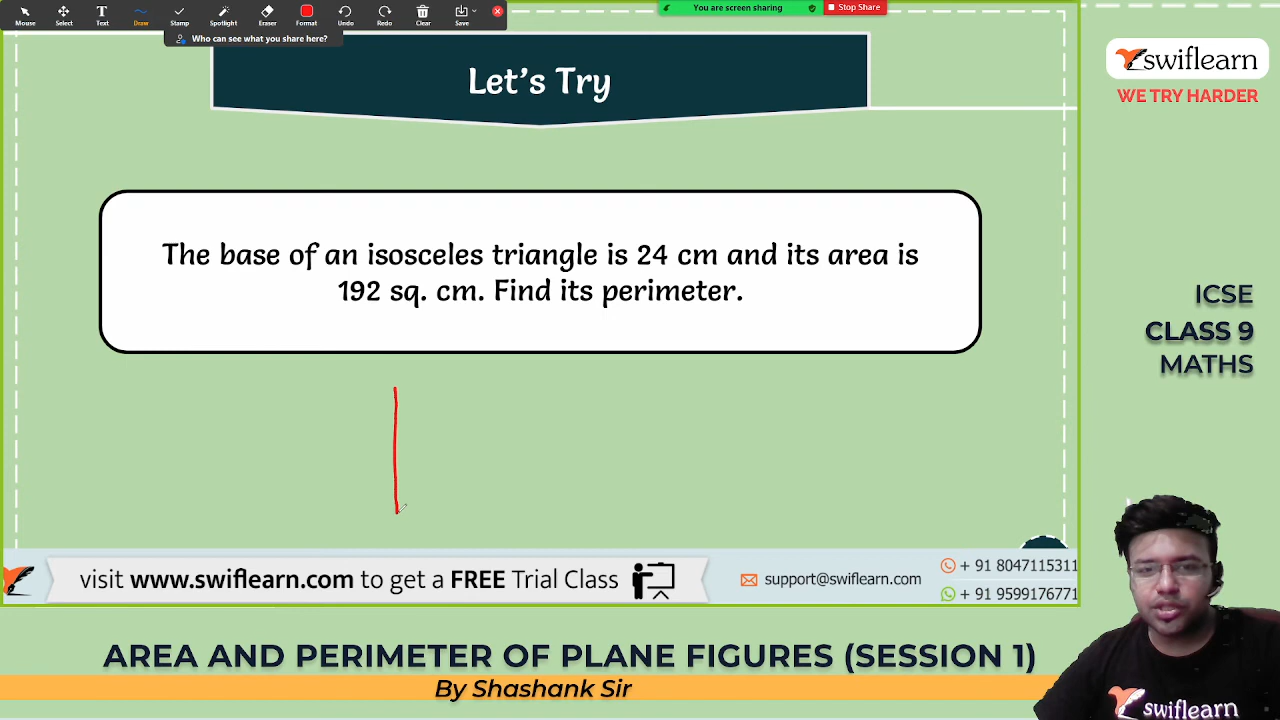 Mouse Select Text Draw Stamp Spotlight Eraser Format Undo Redo Clear Save
You are screen sharing Stop Share
Who can see what you share here?
Let's Try
swiflearn
WE TRY HARDER
The base of an isosceles triangle is 24 cm and its area is
192 sq. cm. Find its perimeter.
ICSE
CLASS 9
MATHS
visit www.swiflearn.com to get a FREE Trial Class
support@swiflearn.com
+ 91 8047115311
+ 91 9599176771
AREA AND PERIMETER OF PLANE FIGURES (SESSION 1)
By Shashank Sir
swiflearn